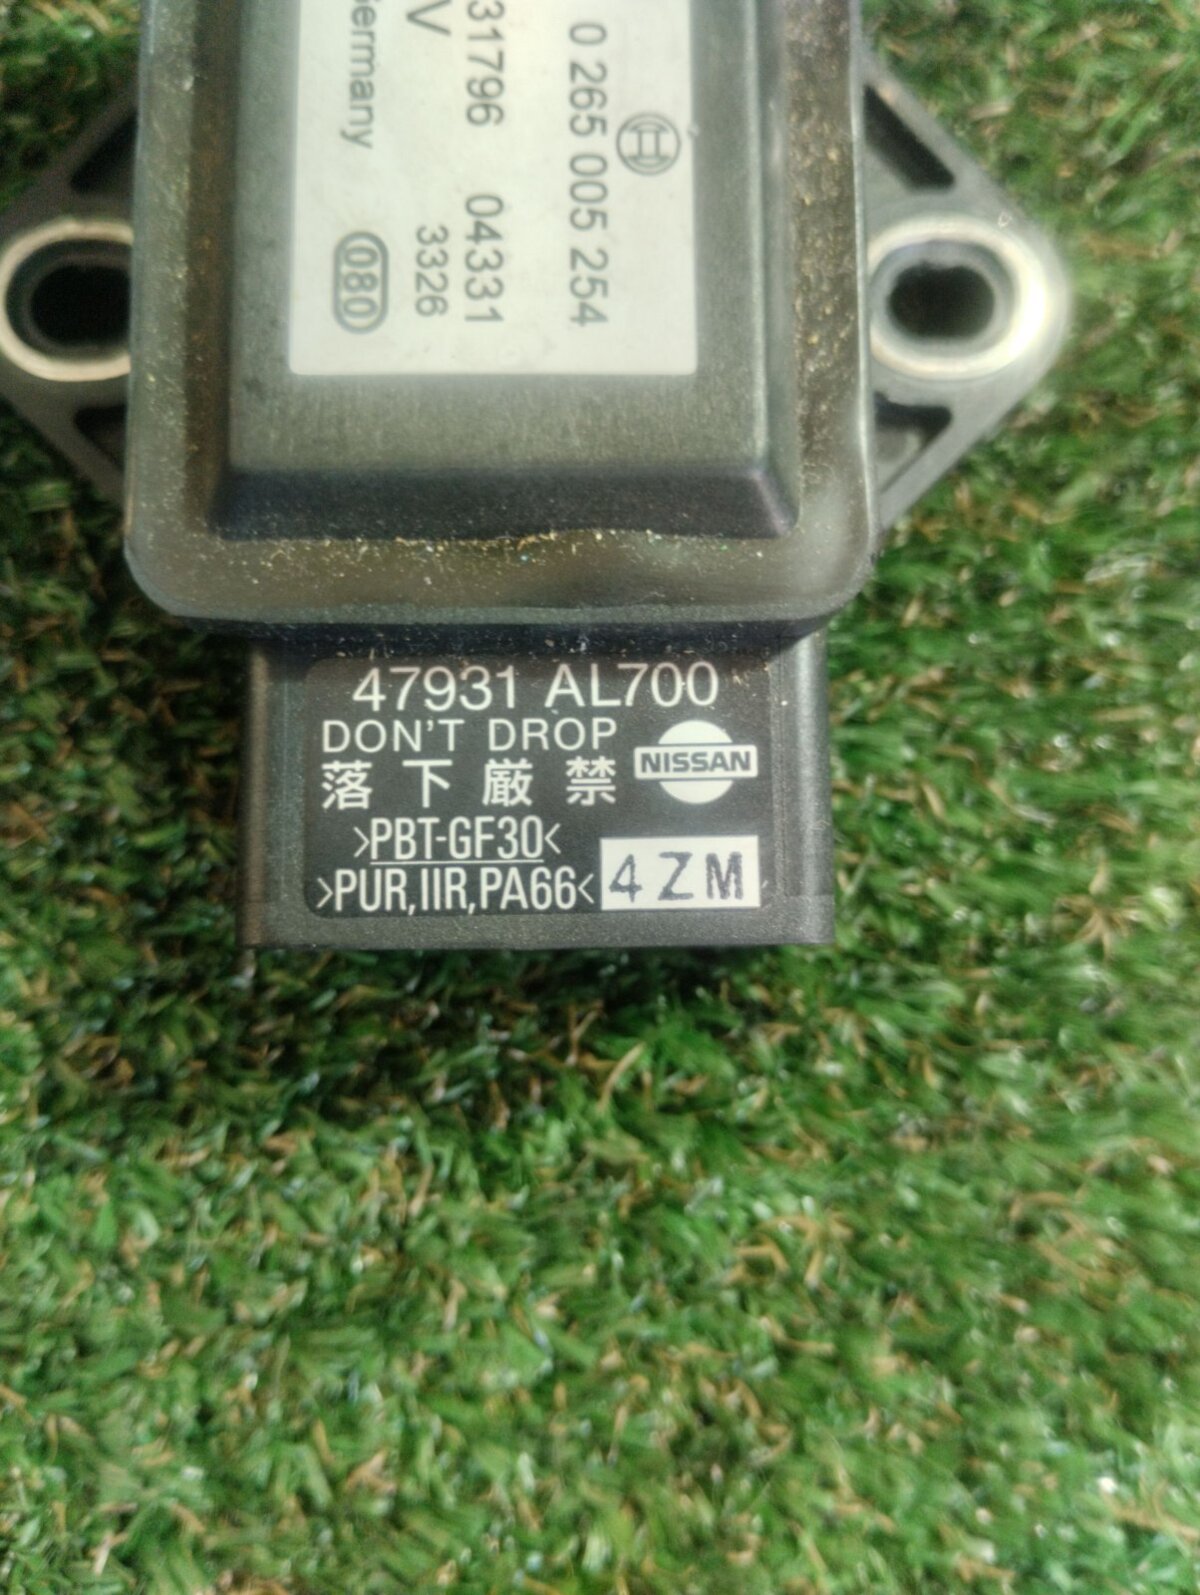 0 265 005 254
31796 04331
V 3326
Germany 080
47931 AL700
DON'T DROP
NISSAN
落下厳禁
>PBT-GF30<
>PUR,IIR,PA66<
4ZM